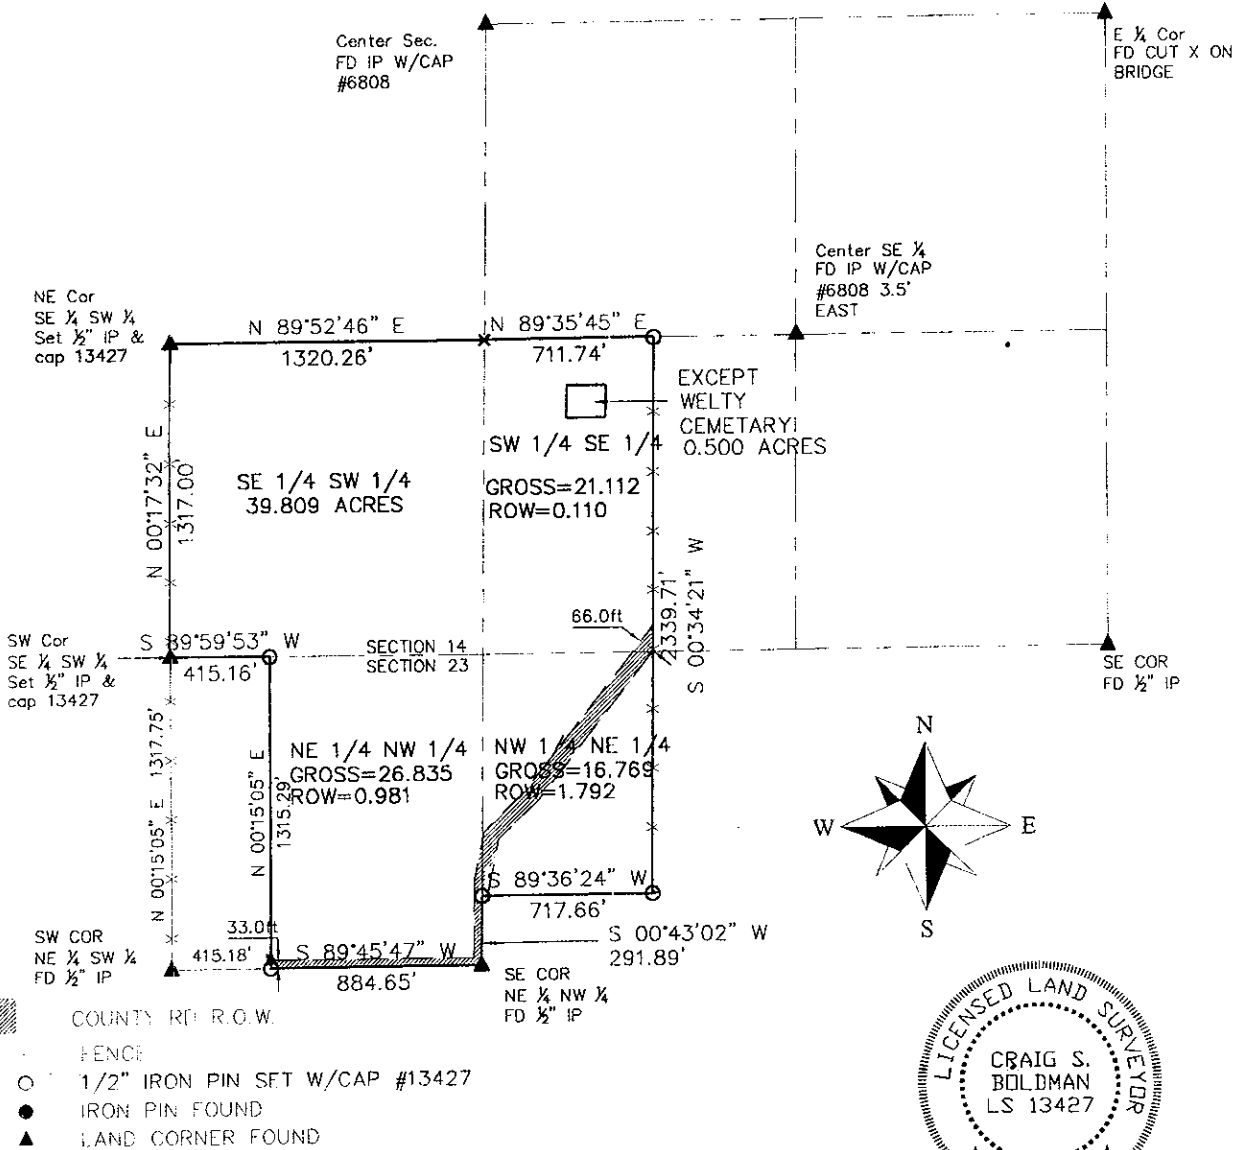 Center Sec.
FD IP W/CAP
#6808
E ¼ Cor
FD CUT X ON
BRIDGE
Center SE ¼
FD IP W/CAP
#6808 3.5'
EAST
NE Cor
SE ¼ SW ¼
Set ½" IP &
cap 13427
N 89°52'46" E
1320.26'
N 89°35'45" E
711.74'
EXCEPT
WELTY
CEMETARY
0.500 ACRES
SW 1/4 SE 1/4
GROSS=21.112
ROW=0.110
SE 1/4 SW 1/4
39.809 ACRES
N 00°17'32" E
1317.00'
66.0ft
2339.71'
S 00°34'21" W
SW Cor
SE ¼ SW ¼
Set ½" IP &
cap 13427
S 89°59'53" W
415.16'
SECTION 14
SECTION 23
SE COR
FD ½" IP
N 00°15'05" E 1317.75'
N 00°15'05" E
1315.29'
NE 1/4 NW 1/4
GROSS=26.835
ROW=0.981
NW 1/4 NE 1/4
GROSS=16.769
ROW=1.792
N
W
E
S
S 89°36'24" W
717.66'
S 00°43'02" W
291.89'
SW COR
NE ¼ SW ¼
FD ½" IP
33.0ft
415.18'
S 89°45'47" W
884.65'
SE COR
NE ¼ NW ¼
FD ½" IP
COUNTY RD R.O.W.
FENCE
1/2" IRON PIN SET W/CAP #13427
IRON PIN FOUND
LAND CORNER FOUND
LICENSED LAND SURVEYOR
CRAIG S.
BOLDMAN
LS 13427